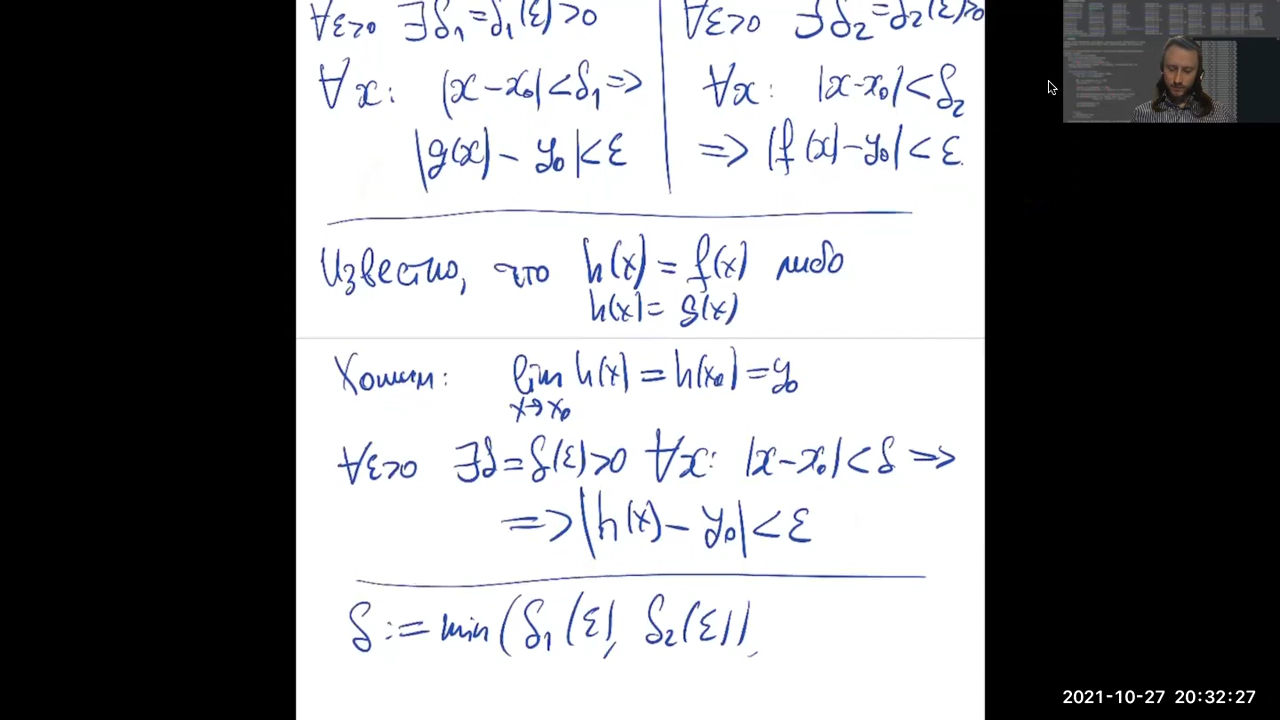 ∀ε>0 ∃δ₁=δ₁(ε)>0
∀x: |x-x₀|<δ₁ =>
|g(x) - y₀|<ε
∀ε>0 ∃δ₂=δ₂(ε)>0
∀x: |x-x₀|<δ₂
=> |f(x)-y₀|<ε.
Известно, что h(x) = f(x) либо
h(x)= g(x)
Хотим: lim h(x) = h(x₀) = y₀
x→x₀
∀ε>0 ∃δ=δ(ε)>0 ∀x: |x-x₀|<δ =>
=> |h(x) - y₀|<ε
δ := min(δ₁(ε), δ₂(ε)),
2021-10-27 20:32:27